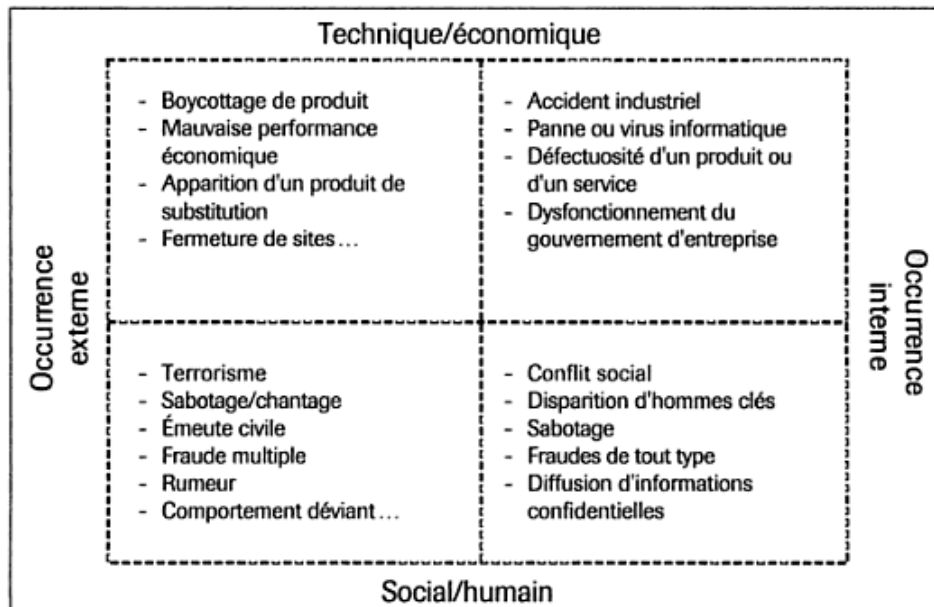 Technique/économique
- Boycottage de produit
- Mauvaise performance
économique
- Apparition d'un produit de
substitution
- Fermeture de sites…
- Accident industriel
- Panne ou virus informatique
- Défectuosité d'un produit ou
d'un service
- Dysfonctionnement du
gouvernement d'entreprise
Occurrence
externe
Occurrence
interne
- Terrorisme
- Sabotage/chantage
- Émeute civile
- Fraude multiple
- Rumeur
- Comportement déviant…
- Conflit social
- Disparition d'hommes clés
- Sabotage
- Fraudes de tout type
- Diffusion d'informations
confidentielles
Social/humain